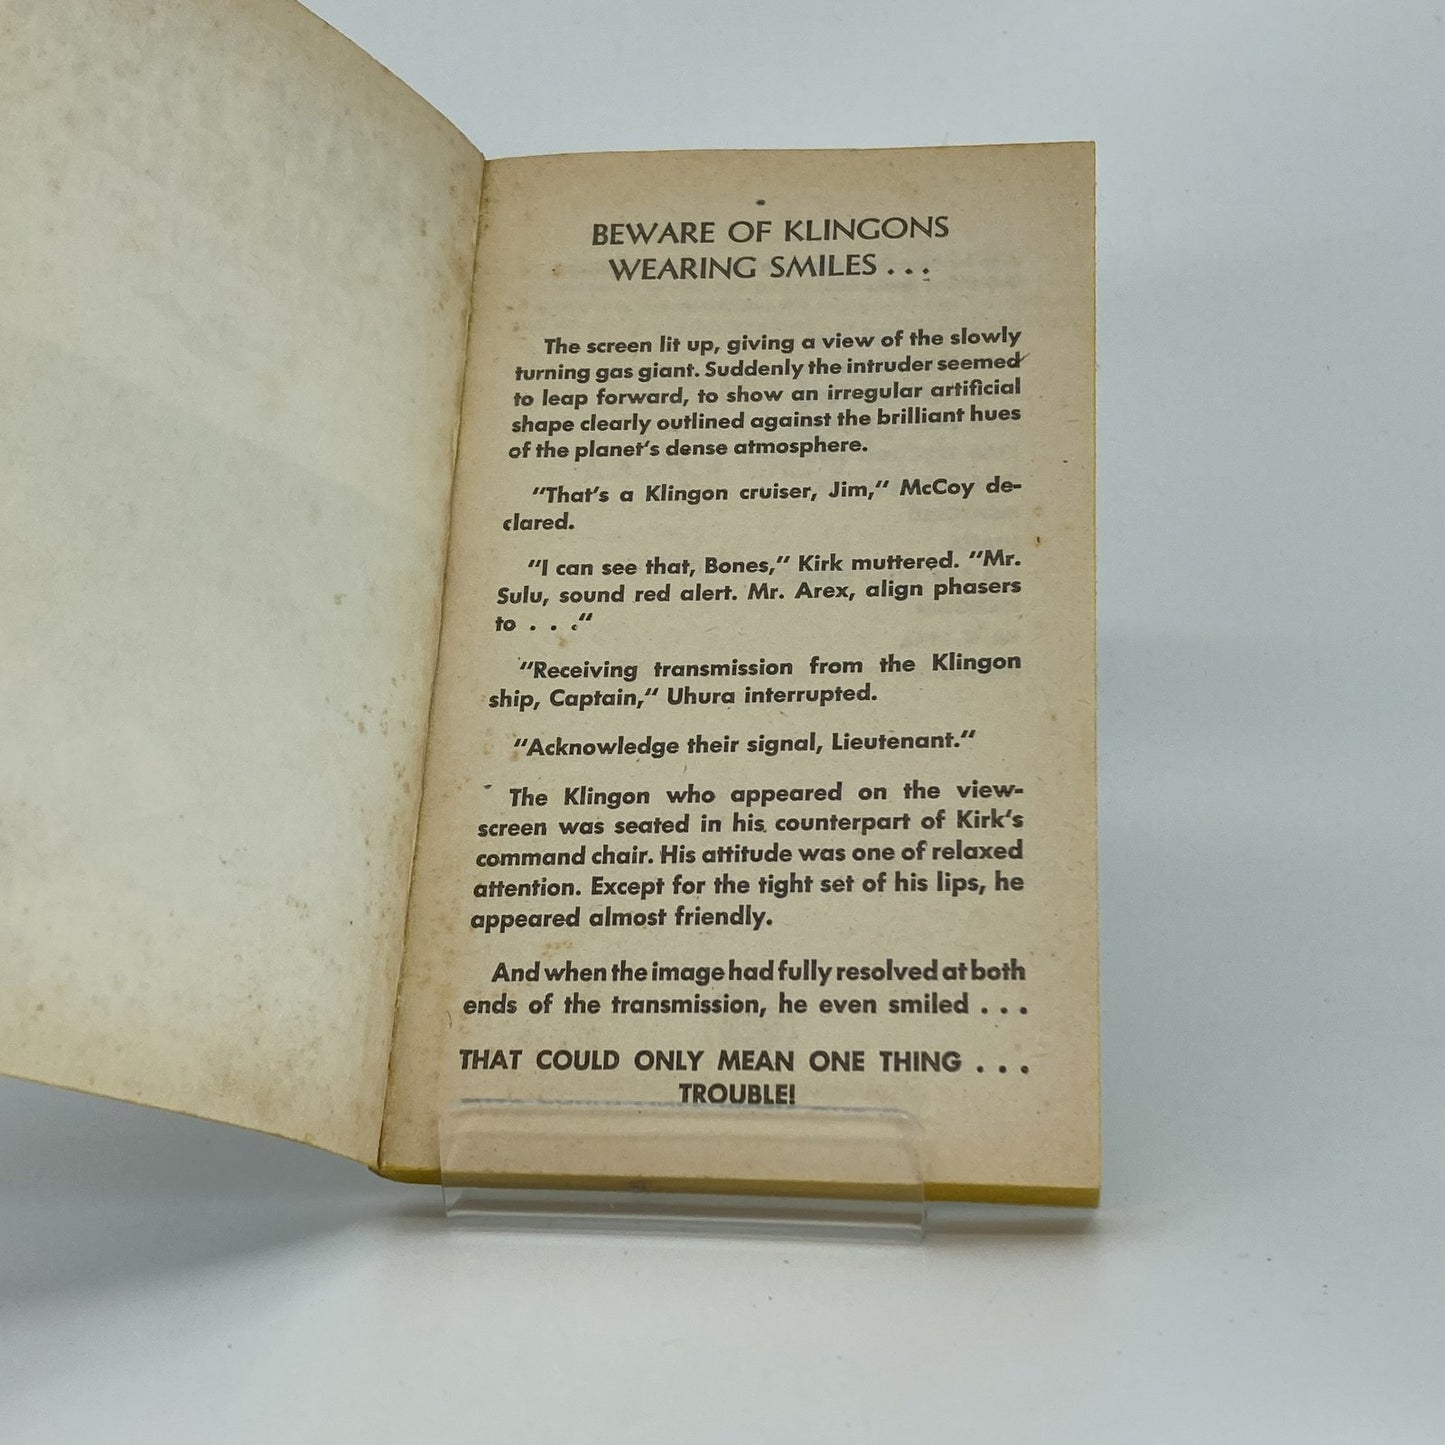 BEWARE OF KLINGONS
WEARING SMILES . . .
The screen lit up, giving a view of the slowly
turning gas giant. Suddenly the intruder seemed
to leap forward, to show an irregular artificial
shape clearly outlined against the brilliant hues
of the planet's dense atmosphere.
"That's a Klingon cruiser, Jim," McCoy de-
clared.
"I can see that, Bones," Kirk muttered. "Mr.
Sulu, sound red alert. Mr. Arex, align phasers
to . . ."
"Receiving transmission from the Klingon
ship, Captain," Uhura interrupted.
"Acknowledge their signal, Lieutenant."
The Klingon who appeared on the view-
screen was seated in his counterpart of Kirk's
command chair. His attitude was one of relaxed
attention. Except for the tight set of his lips, he
appeared almost friendly.
And when the image had fully resolved at both
ends of the transmission, he even smiled . . .
THAT COULD ONLY MEAN ONE THING . . .
TROUBLE!